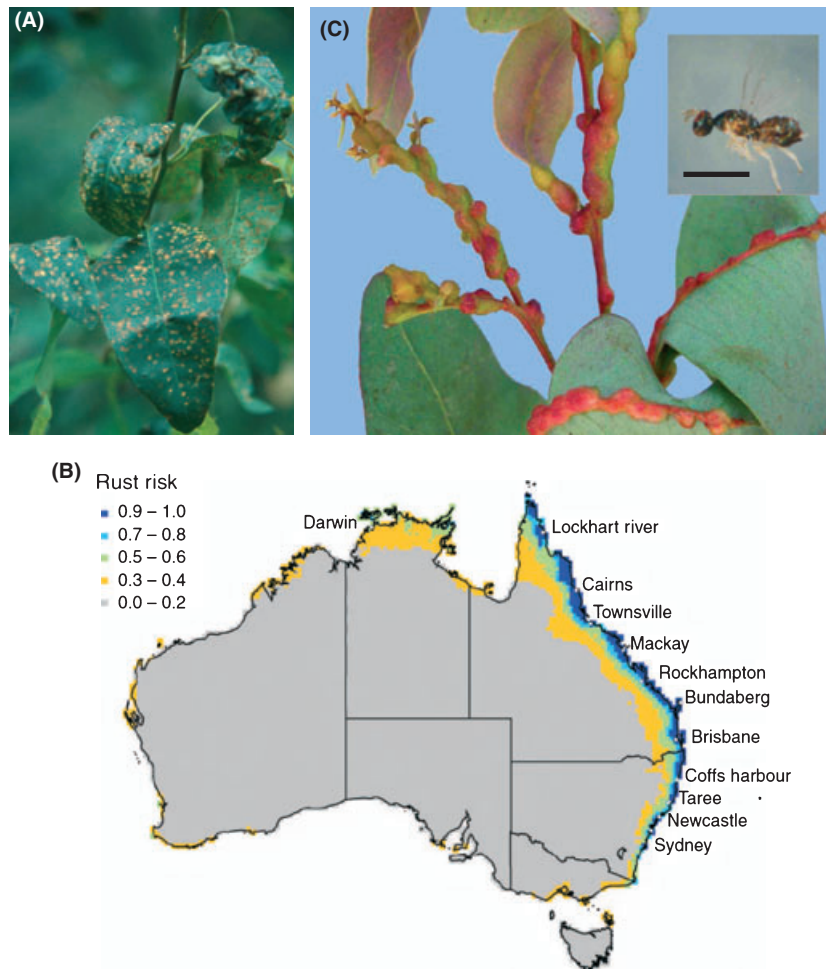 (A)
(C)
(B)
Rust risk
0.9 – 1.0
0.7 – 0.8
0.5 – 0.6
0.3 – 0.4
0.0 – 0.2
Darwin
Lockhart river
Cairns
Townsville
Mackay
Rockhampton
Bundaberg
Brisbane
Coffs harbour
Taree
Newcastle
Sydney